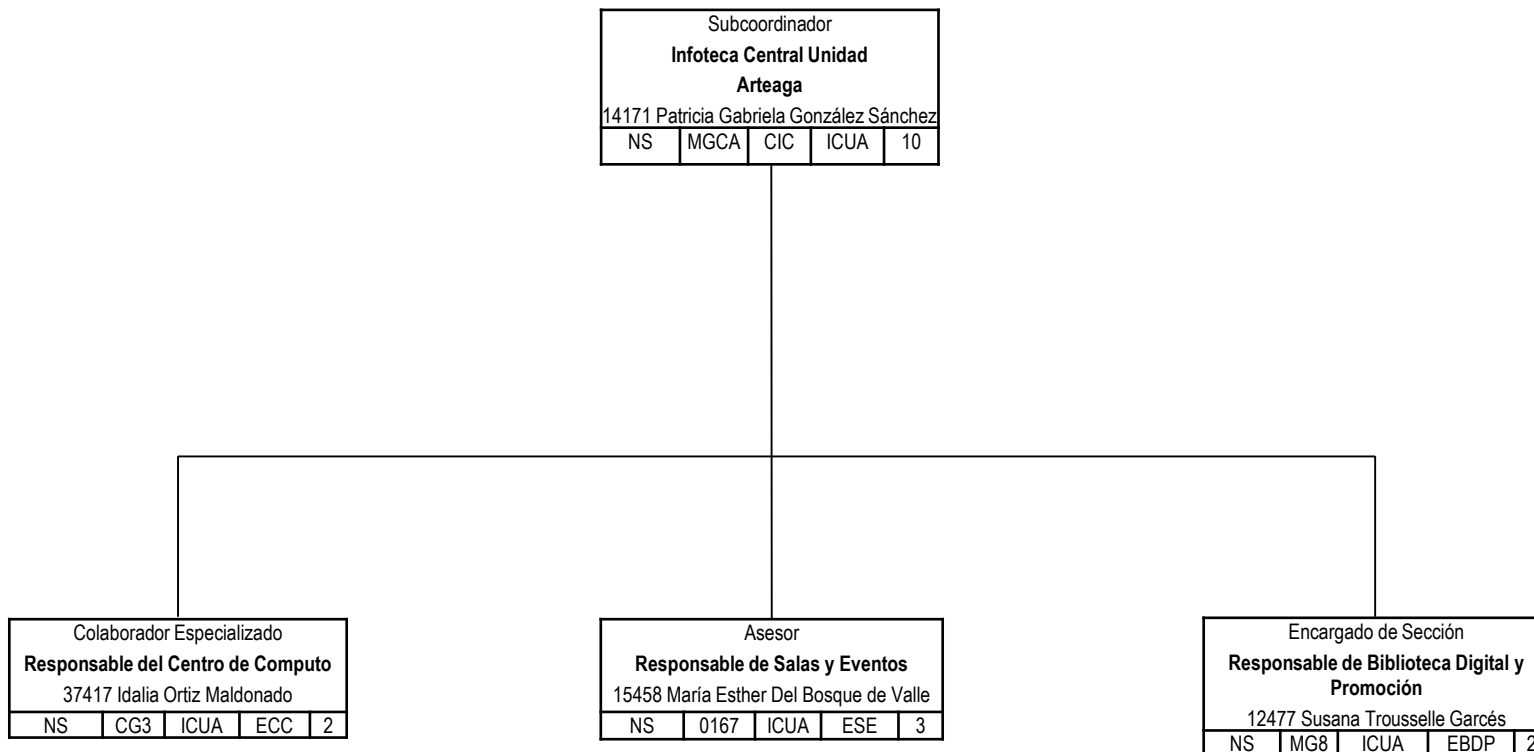 Subcoordinador
Infoteca Central Unidad
Arteaga
14171 Patricia Gabriela González Sánchez
NS MGCA CIC ICUA 10
Colaborador Especializado
Responsable del Centro de Computo
37417 Idalia Ortiz Maldonado
NS CG3 ICUA ECC 2
Asesor
Responsable de Salas y Eventos
15458 María Esther Del Bosque de Valle
NS 0167 ICUA ESE 3
Encargado de Sección
Responsable de Biblioteca Digital y
Promoción
12477 Susana Trousselle Garcés
NS MG8 ICUA EBDP 2